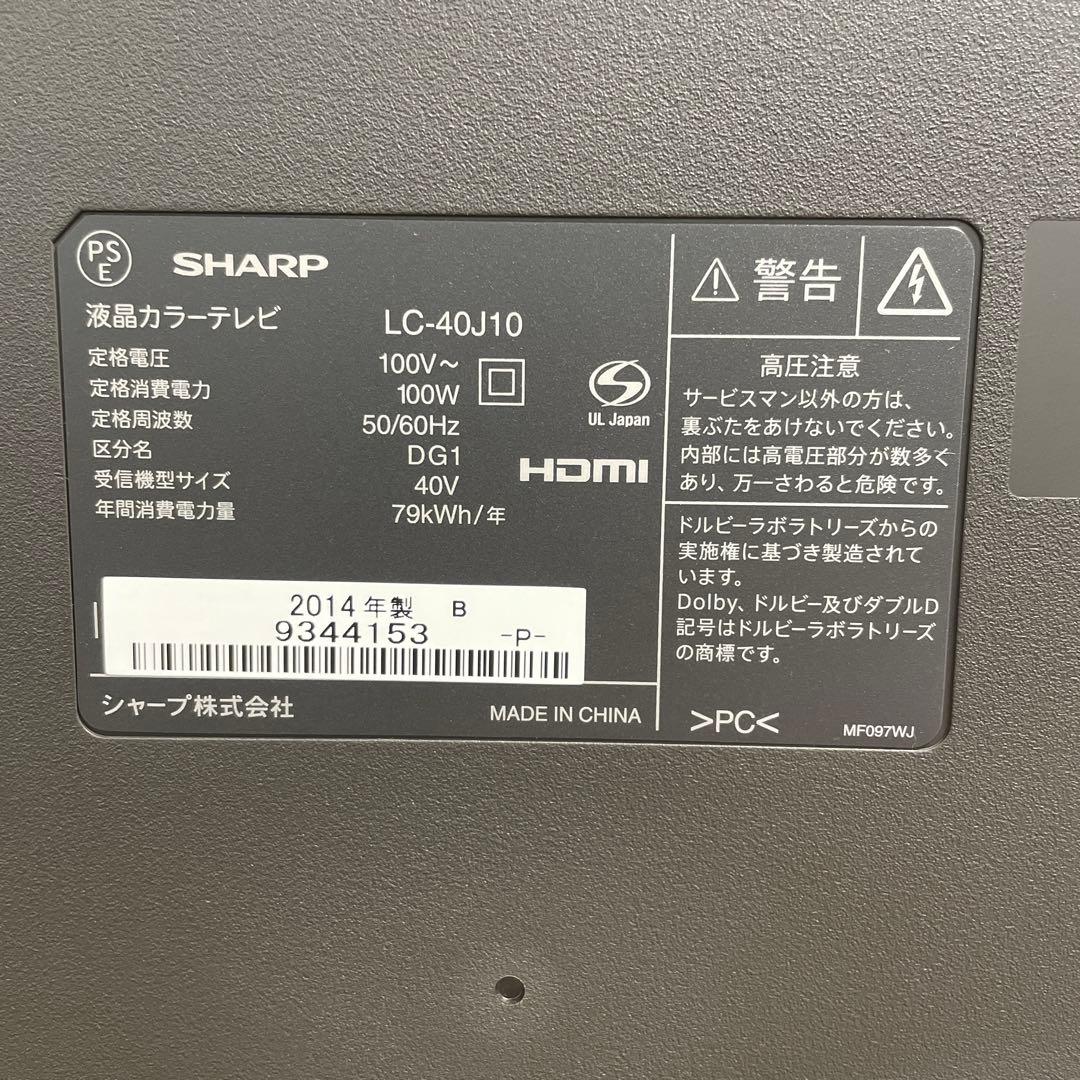 PS
E
SHARP
液晶カラーテレビ LC-40J10
定格電圧 100V～
定格消費電力 100W
定格周波数 50/60Hz
区分名 DG1
受信機型サイズ 40V
年間消費電力量 79kWh/年
UL Japan
HDMI
2014年製 B
9344153 -P-
シャープ株式会社
MADE IN CHINA
警告
高圧注意
サービスマン以外の方は、
裏ぶたをあけないでください。
内部には高電圧部分が数多く
あり、万一さわると危険です。
ドルビーラボラトリーズからの
実施権に基づき製造されて
います。
Dolby、ドルビー及びダブルD
記号はドルビーラボラトリーズ
の商標です。
>PC<
MF097WJ